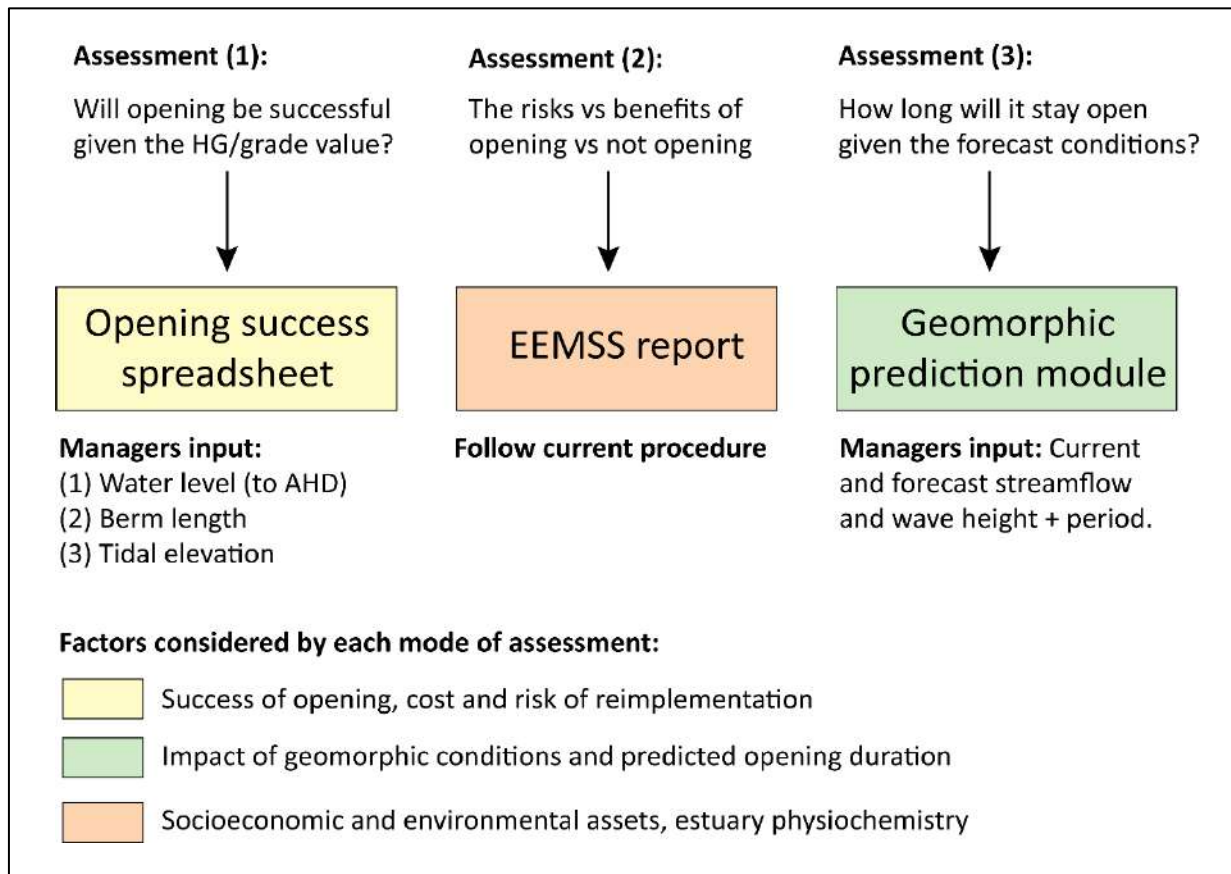 Assessment (1):
Will opening be successful
given the HG/grade value?
Opening success
spreadsheet
Managers input:
(1) Water level (to AHD)
(2) Berm length
(3) Tidal elevation
Assessment (2):
The risks vs benefits of
opening vs not opening
EEMSS report
Follow current procedure
Assessment (3):
How long will it stay open
given the forecast conditions?
Geomorphic
prediction module
Managers input: Current
and forecast streamflow
and wave height + period.
Factors considered by each mode of assessment:
Success of opening, cost and risk of reimplementation
Impact of geomorphic conditions and predicted opening duration
Socioeconomic and environmental assets, estuary physiochemistry